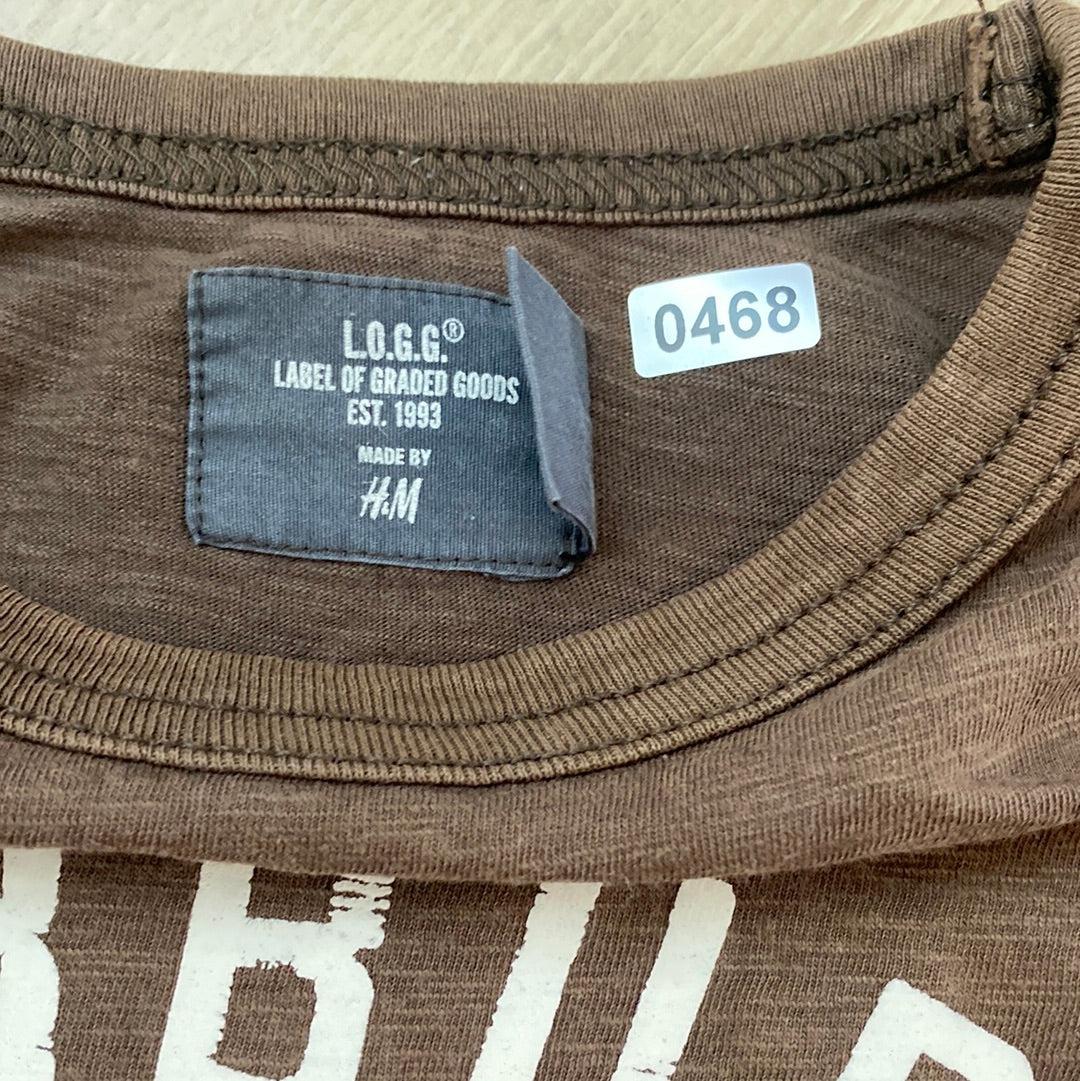 L.O.G.G.®
LABEL OF GRADED GOODS
EST. 1993
MADE BY
H&M
0468